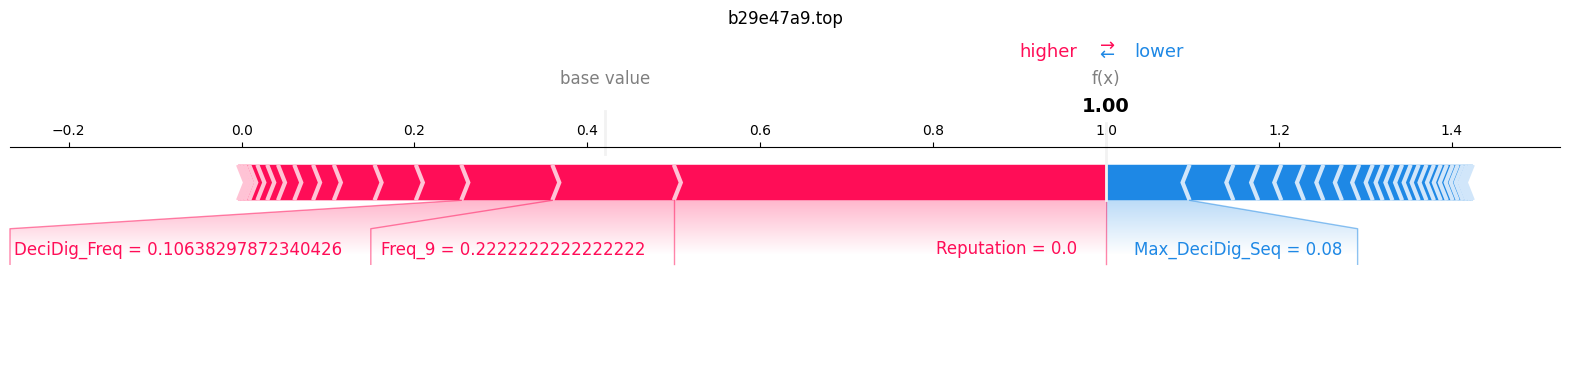 b29e47a9.top
higher ⇄ lower
base value f(x)
1.00
−0.2 0.0 0.2 0.4 0.6 0.8 1.0 1.2 1.4
DeciDig_Freq = 0.10638297872340426 Freq_9 = 0.2222222222222222 Reputation = 0.0 Max_DeciDig_Seq = 0.08